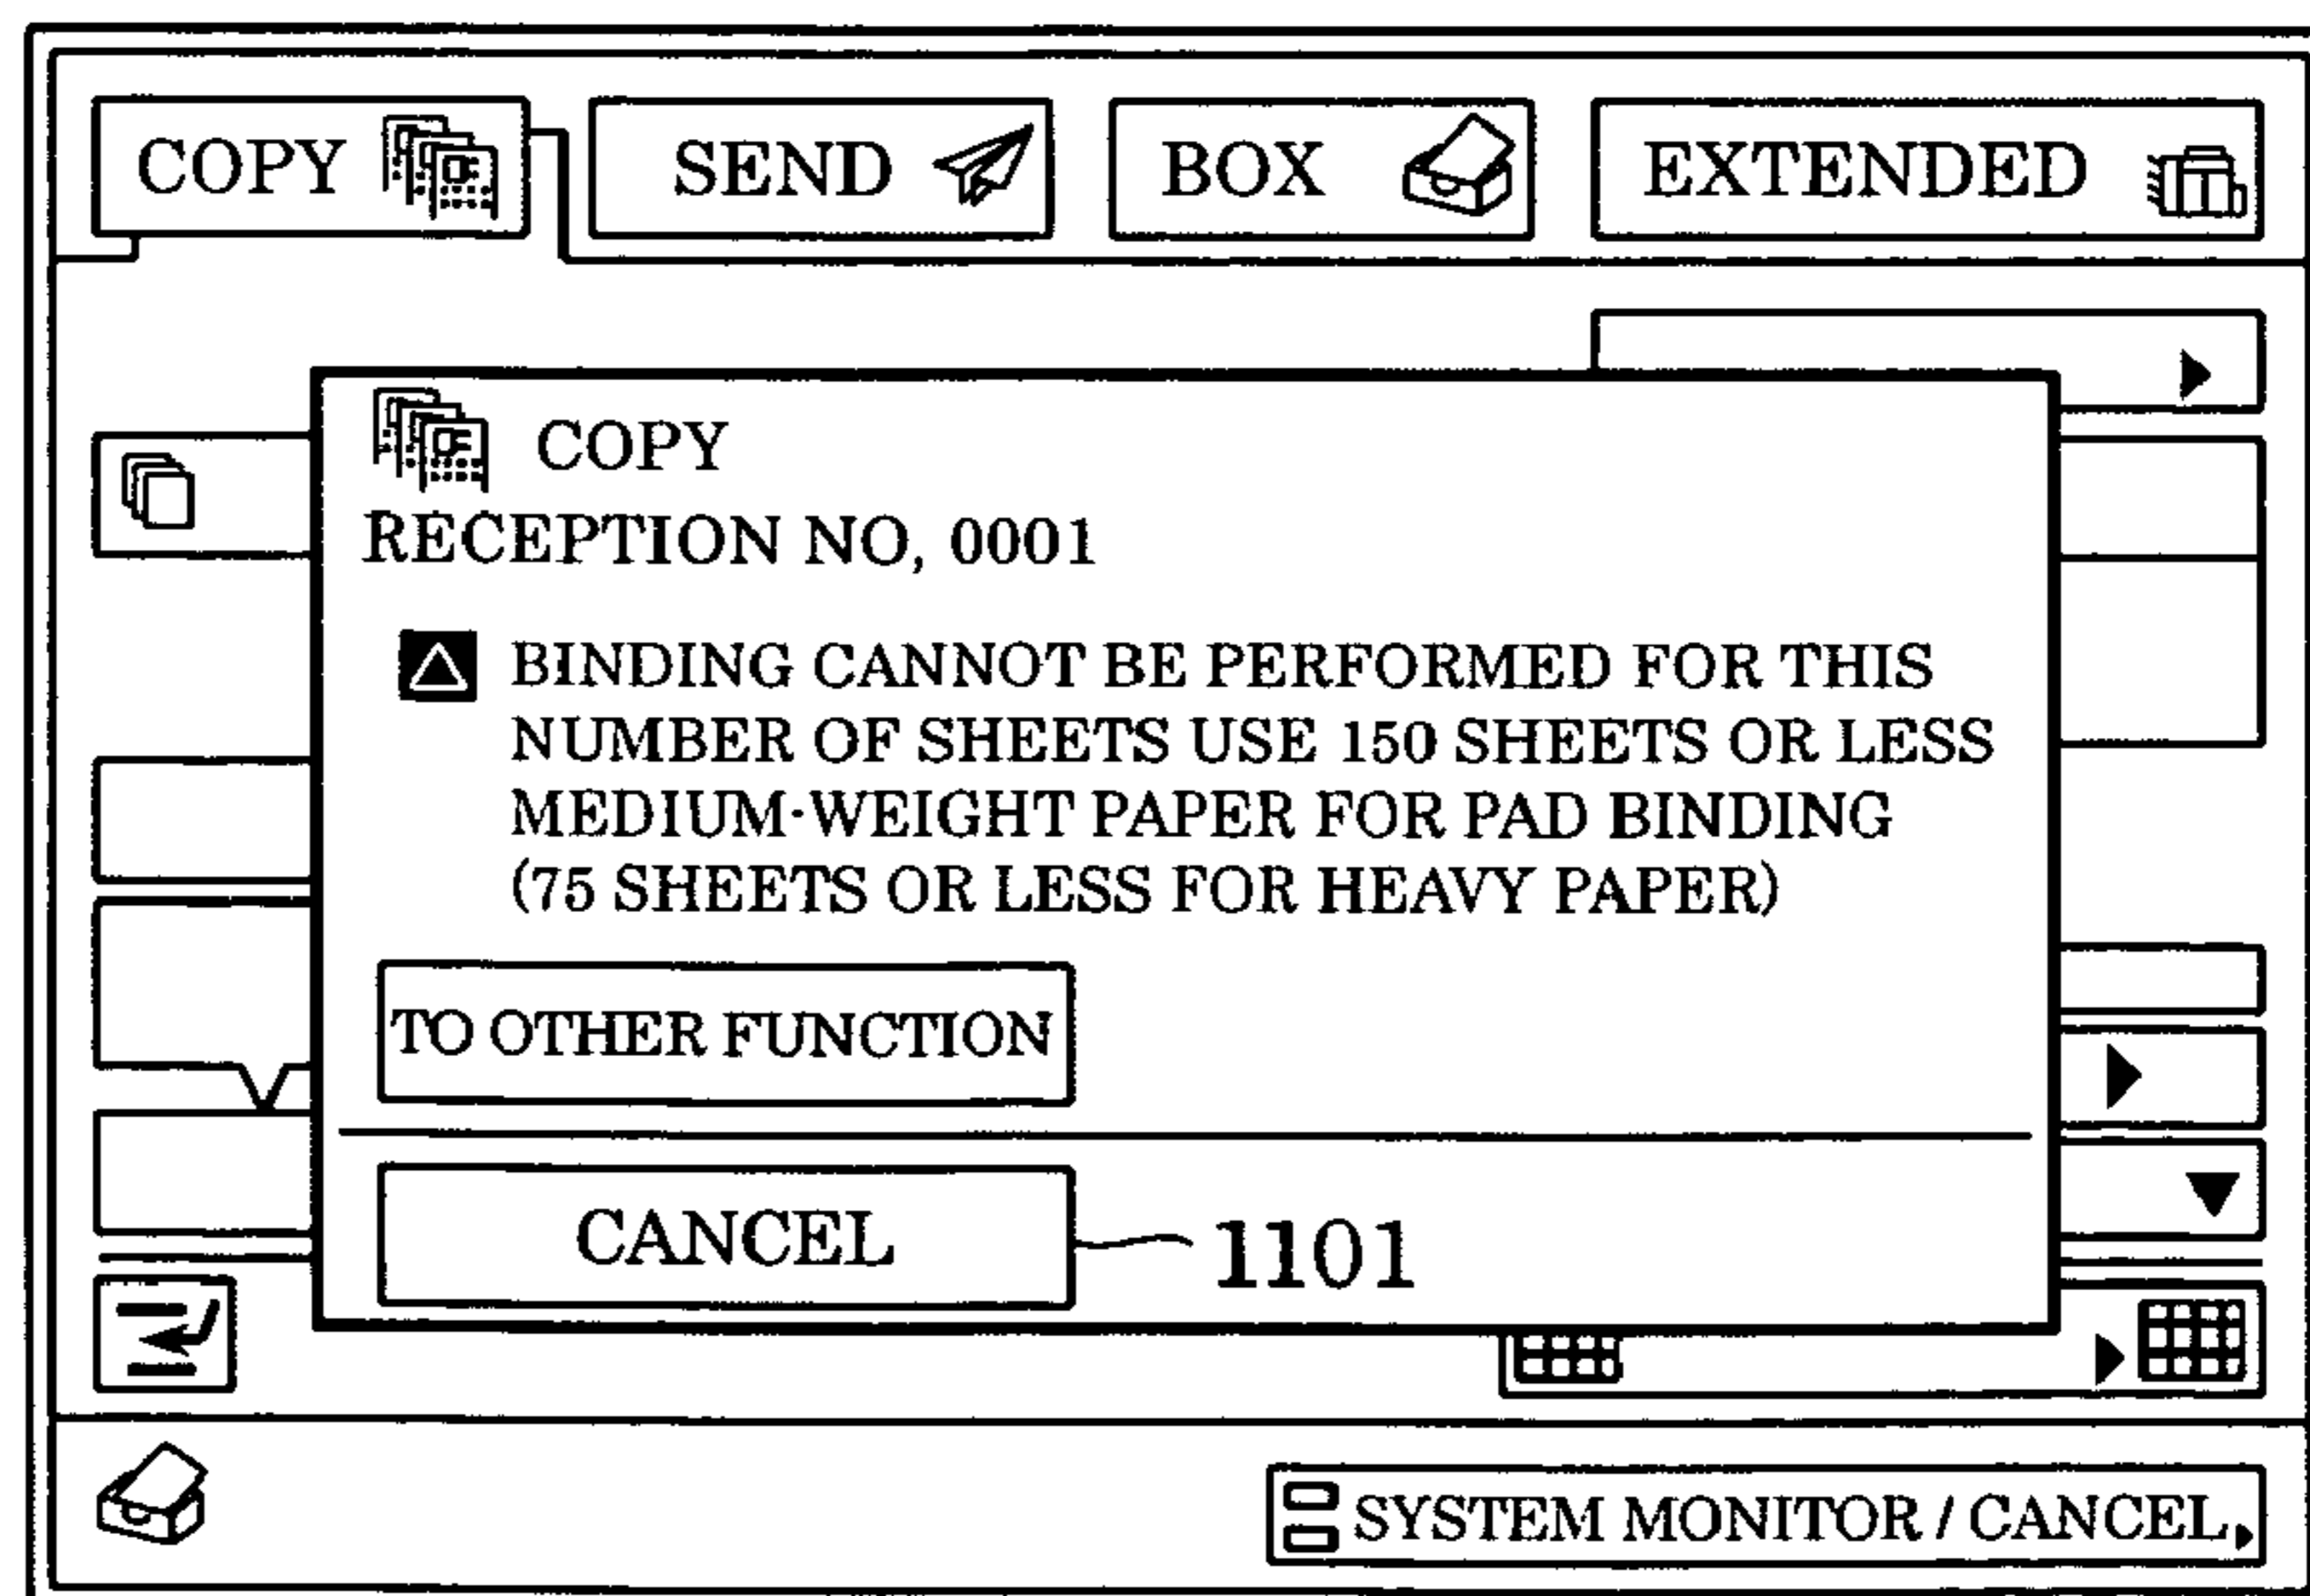 COPY SEND BOX EXTENDED
COPY
RECEPTION NO, 0001
BINDING CANNOT BE PERFORMED FOR THIS
NUMBER OF SHEETS USE 150 SHEETS OR LESS
MEDIUM-WEIGHT PAPER FOR PAD BINDING
(75 SHEETS OR LESS FOR HEAVY PAPER)
TO OTHER FUNCTION
CANCEL 1101
SYSTEM MONITOR / CANCEL